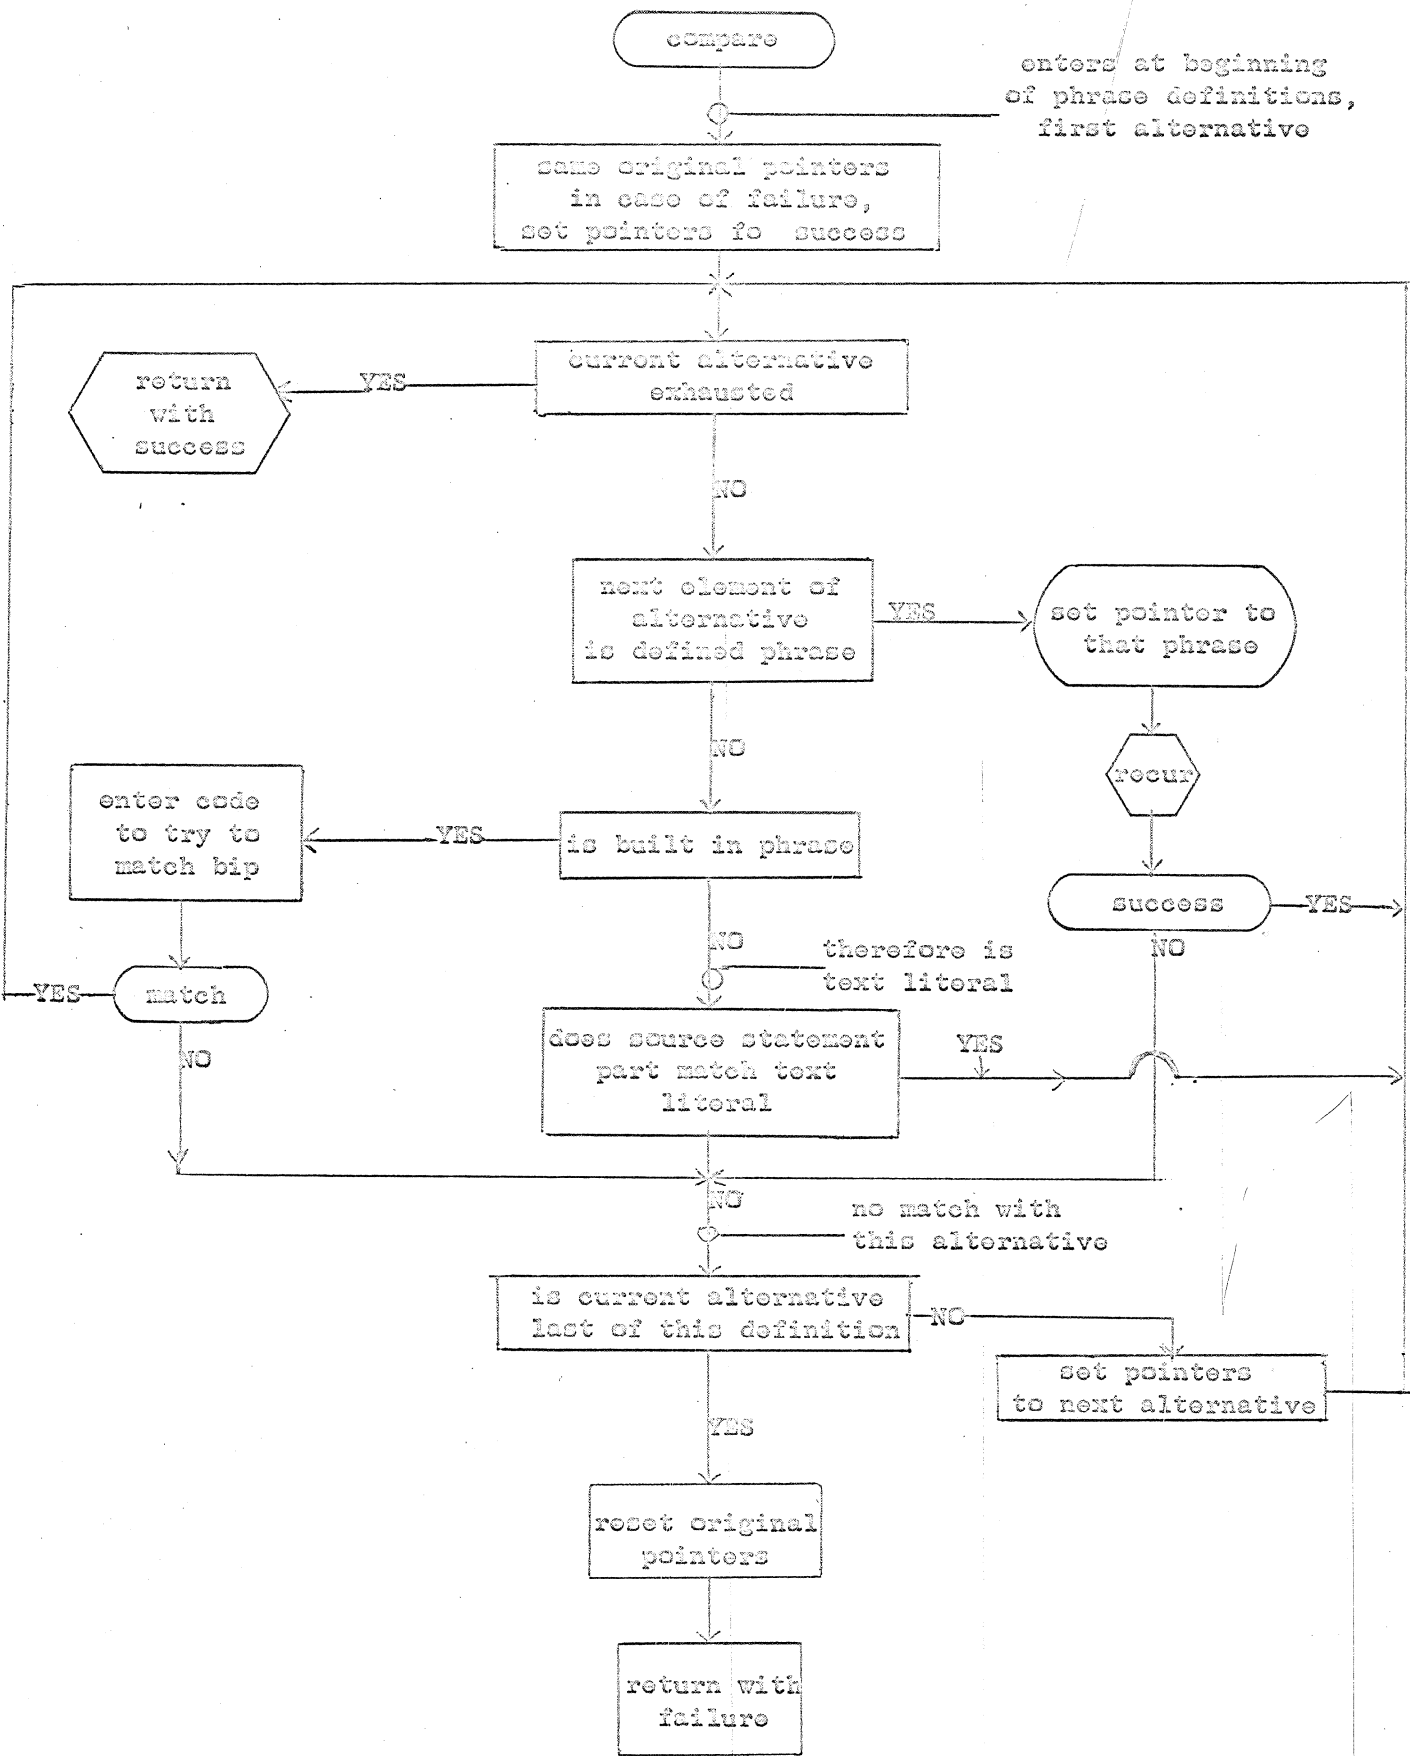 compare
enters at beginning
of phrase definitions,
first alternative
same original pointers
in case of failure,
set pointers fo success
current alternative
exhausted
YES
return
with
success
NO
next element of
alternative
is defined phrase
YES
set pointer to
that phrase
NO
recur
enter code
to try to
match bip
YES
is built in phrase
success
YES
NO
NO
therefore is
text literal
YES
match
does source statement
part match text
literal
YES
NO
NO
no match with
this alternative
is current alternative
last of this definition
NO
set pointers
to next alternative
YES
reset original
pointers
return with
failure